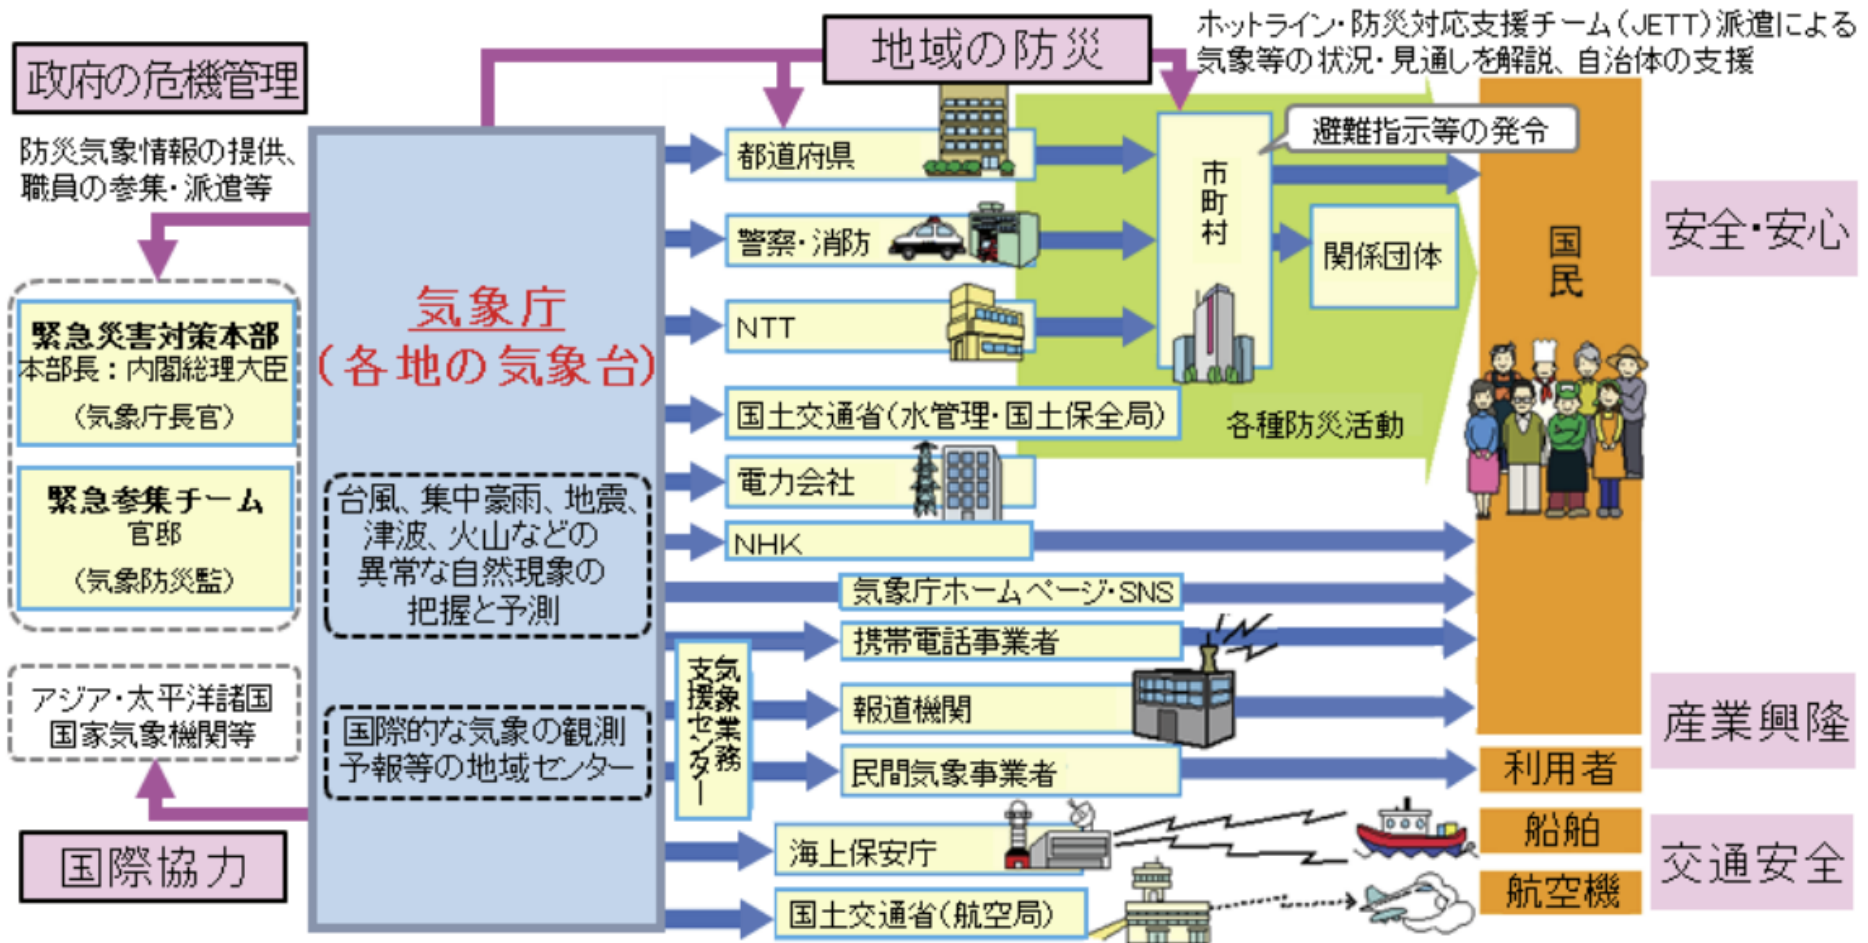 政府の危機管理
防災気象情報の提供、
職員の参集・派遣等
緊急災害対策本部
本部長：内閣総理大臣
（気象庁長官）
緊急参集チーム
官邸
（気象防災監）
アジア・太平洋諸国
国家気象機関等
国際協力
気象庁
（各地の気象台）
台風、集中豪雨、地震、
津波、火山などの
異常な自然現象の
把握と予測
国際的な気象の観測
予報等の地域センター
地域の防災
ホットライン・防災対応支援チーム（JETT）派遣による
気象等の状況・見通しを解説、自治体の支援
都道府県
警察・消防
NTT
国土交通省（水管理・国土保全局）
電力会社
NHK
気象庁ホームページ・SNS
気象業務
支援センター
携帯電話事業者
報道機関
民間気象事業者
海上保安庁
国土交通省（航空局）
市町村
避難指示等の発令
関係団体
各種防災活動
国民
利用者
船舶
航空機
安全・安心
産業興隆
交通安全